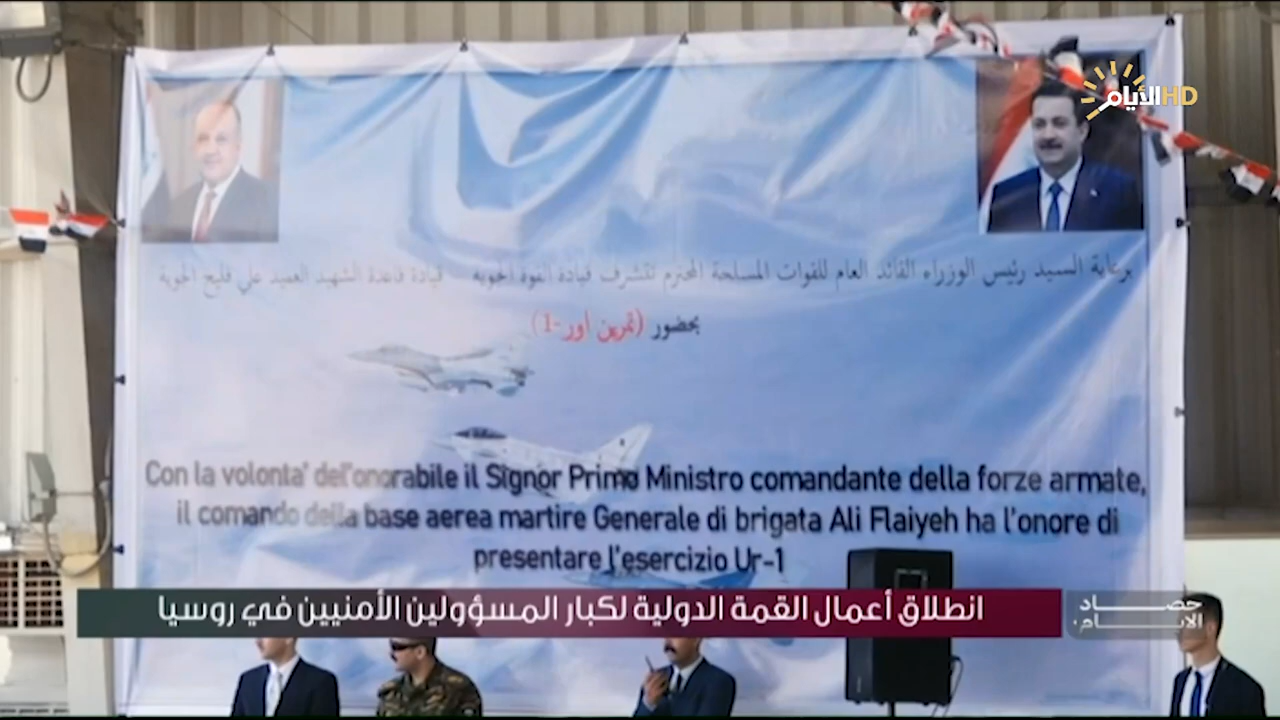 الأيام HD
برعاية السيد رئيس الوزراء القائد العام للقوات المسلحة المحترم تتشرف قيادة القوة الجوية قيادة قاعدة الشهيد العميد علي فليح الجوية
بحضور (تمرين اور-1)
Con la volonta' del'onorabile il Signor Primo Ministro comandante della forze armate,
il comando della base aerea martire Generale di brigata Ali Flaiyeh ha l'onore di
presentare l'esercizio Ur-1
انطلاق أعمال القمة الدولية لكبار المسؤولين الأمنيين في روسيا
حصاد
الايام